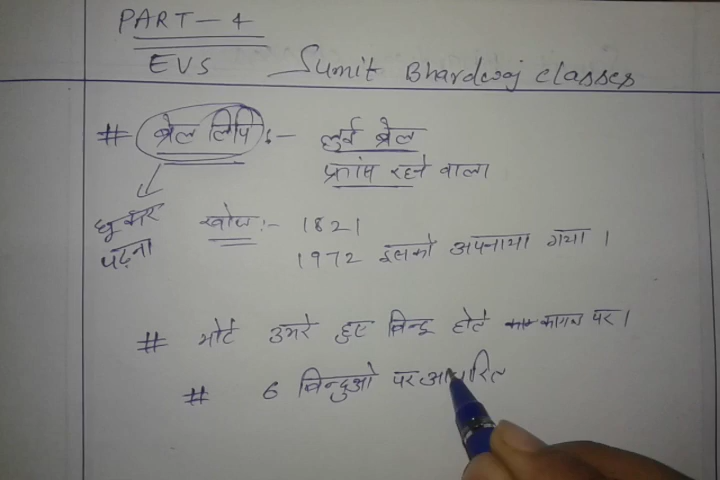 PART - 4
EVS Sumit Bhardwaj classes
# ब्रेल लिपि :- लुई ब्रेल
फ्रांस रहने वाला
छूकर पढ़ना
खोज :- 1821
1972 इसको अपनाया गया ।
# मोटे उभरे हुए बिन्दु होते कागज पर ।
# 6 बिन्दुओ पर आधारित